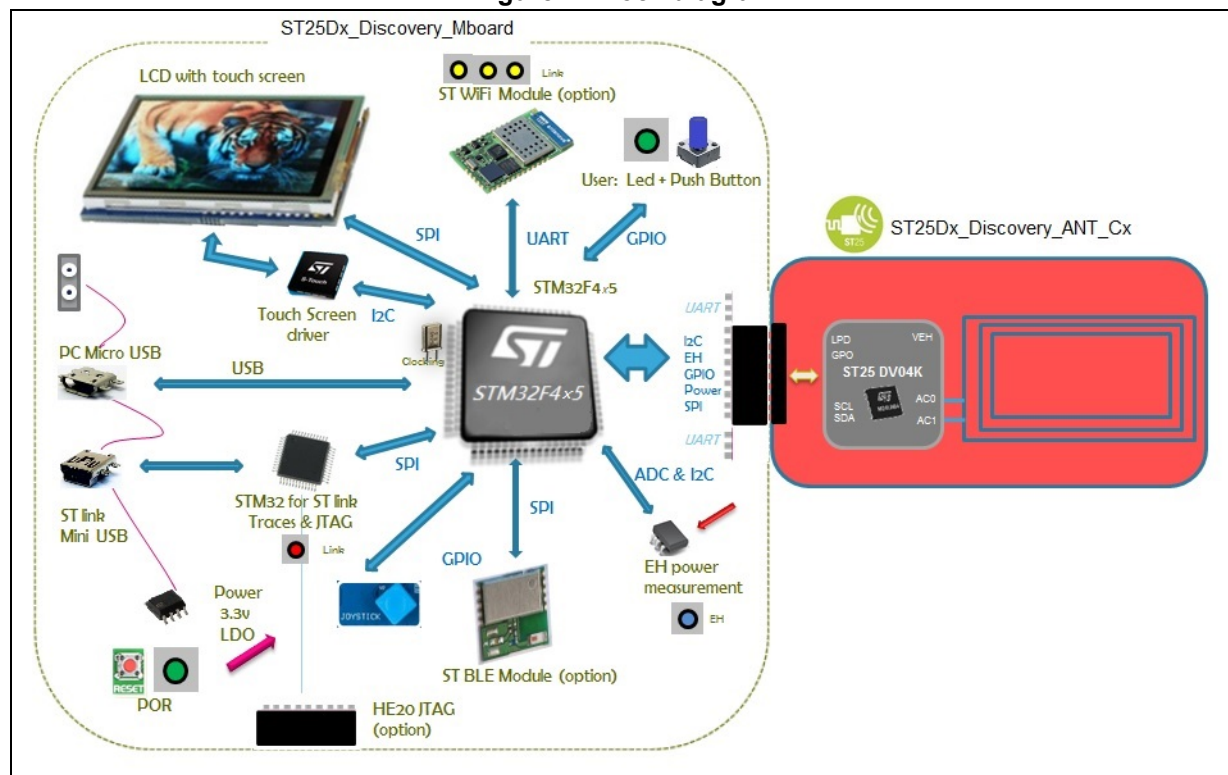 ST25Dx_Discovery_Mboard
LCD with touch screen
Link
ST WiFi Module (option)
User: Led + Push Button
SPI
UART
GPIO
ST25
ST25Dx_Discovery_ANT_Cx
Touch Screen
driver
I2C
STM32F4x5
Clocking
STM32F4x5
UART
I2C
EH
GPIO
Power
SPI
UART
LPD
GPO
VEH
ST25 DV04K
SCL
SDA
AC0
AC1
PC Micro USB
USB
SPI
ST link
Mini USB
STM32 for ST link
Traces & JTAG
Link
GPIO
SPI
ADC & I2C
EH power
measurement
EH
JOYSTICK
Power
3.3v
LDO
RESET
POR
ST BLE Module (option)
HE20 JTAG
(option)